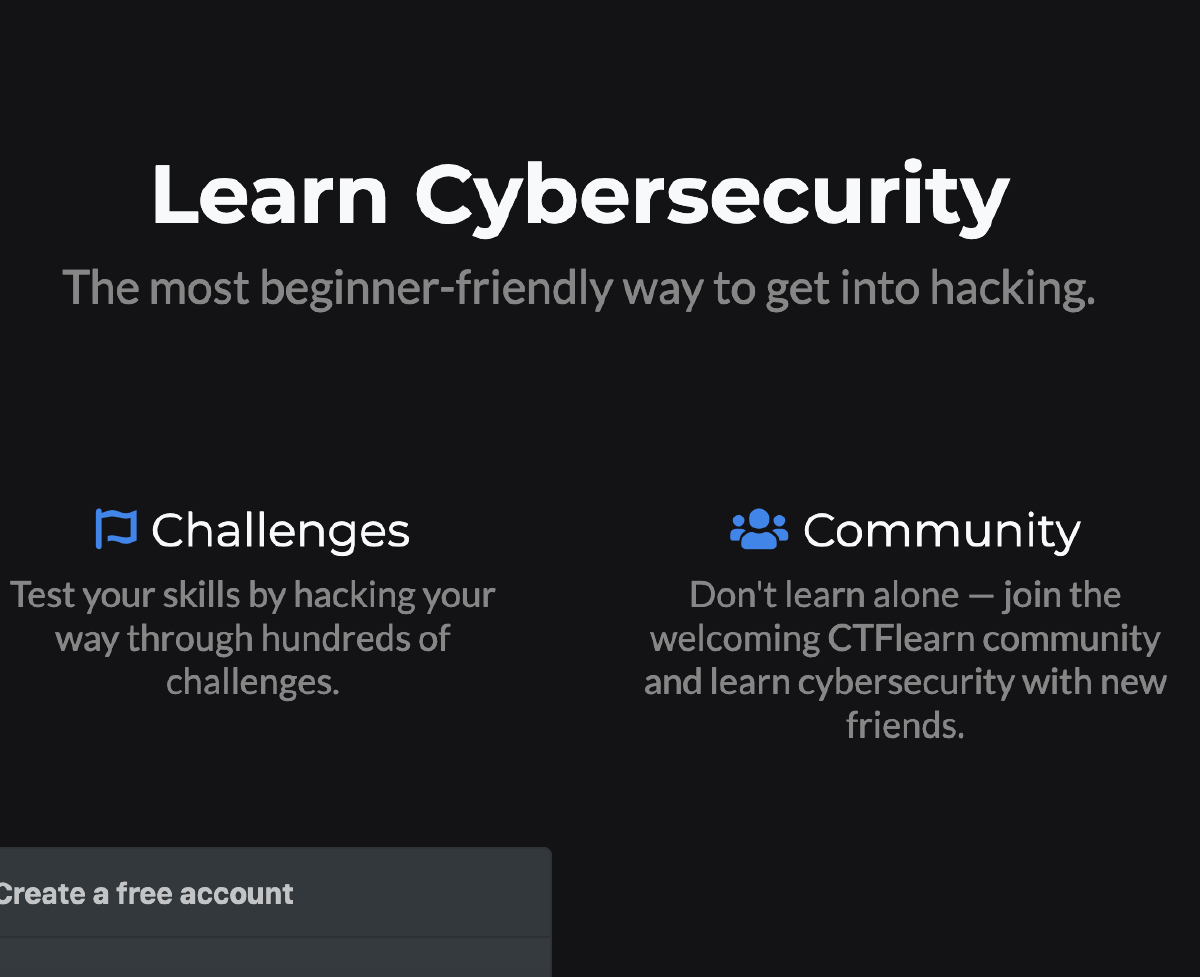 Learn Cybersecurity
The most beginner-friendly way to get into hacking.
Challenges
Test your skills by hacking your
way through hundreds of
challenges.
Community
Don't learn alone — join the
welcoming CTFlearn community
and learn cybersecurity with new
friends.
Create a free account